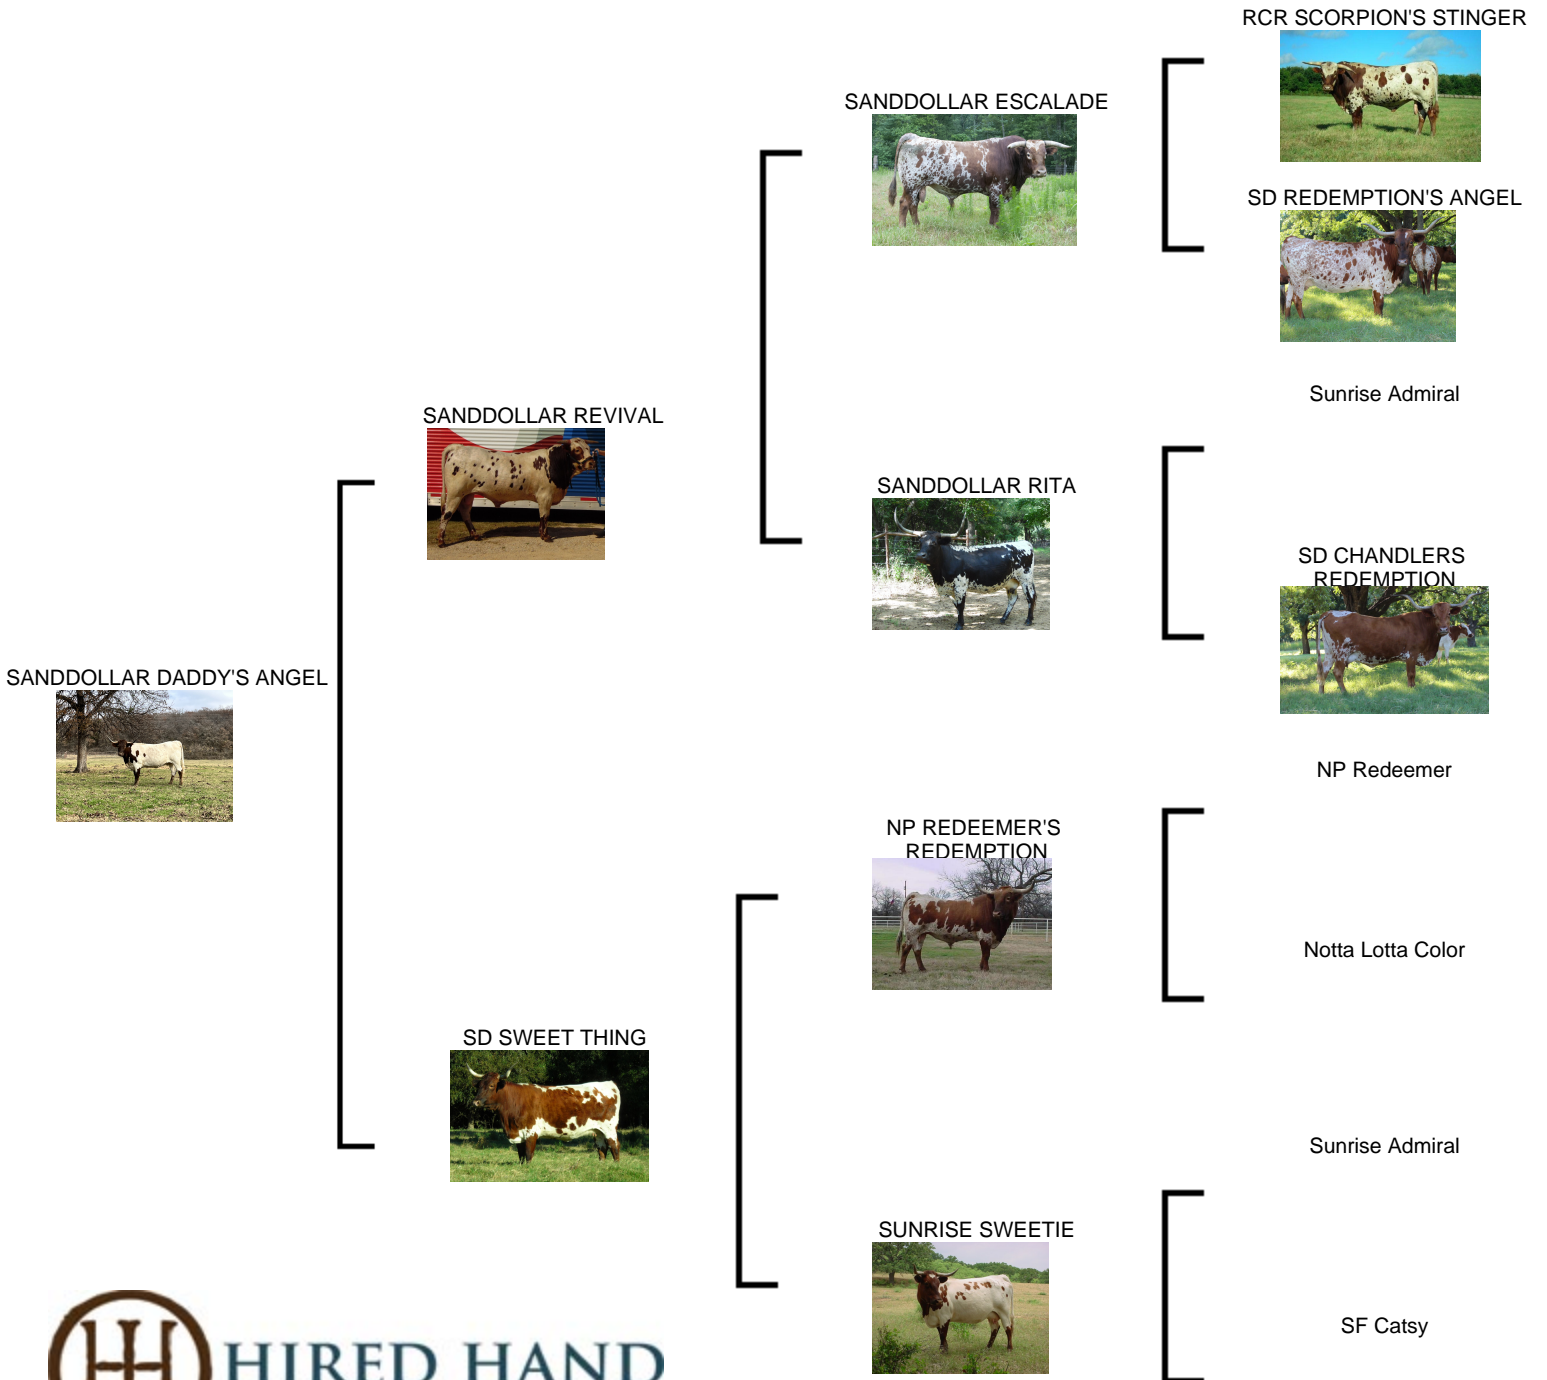 RCR SCORPION'S STINGER
SANDDOLLAR ESCALADE
SD REDEMPTION'S ANGEL
Sunrise Admiral
SANDDOLLAR REVIVAL
SANDDOLLAR RITA
SD CHANDLERS
REDEMPTION
SANDDOLLAR DADDY'S ANGEL
NP Redeemer
NP REDEEMER'S
REDEMPTION
Notta Lotta Color
SD SWEET THING
Sunrise Admiral
SUNRISE SWEETIE
SF Catsy
HIRED HAND